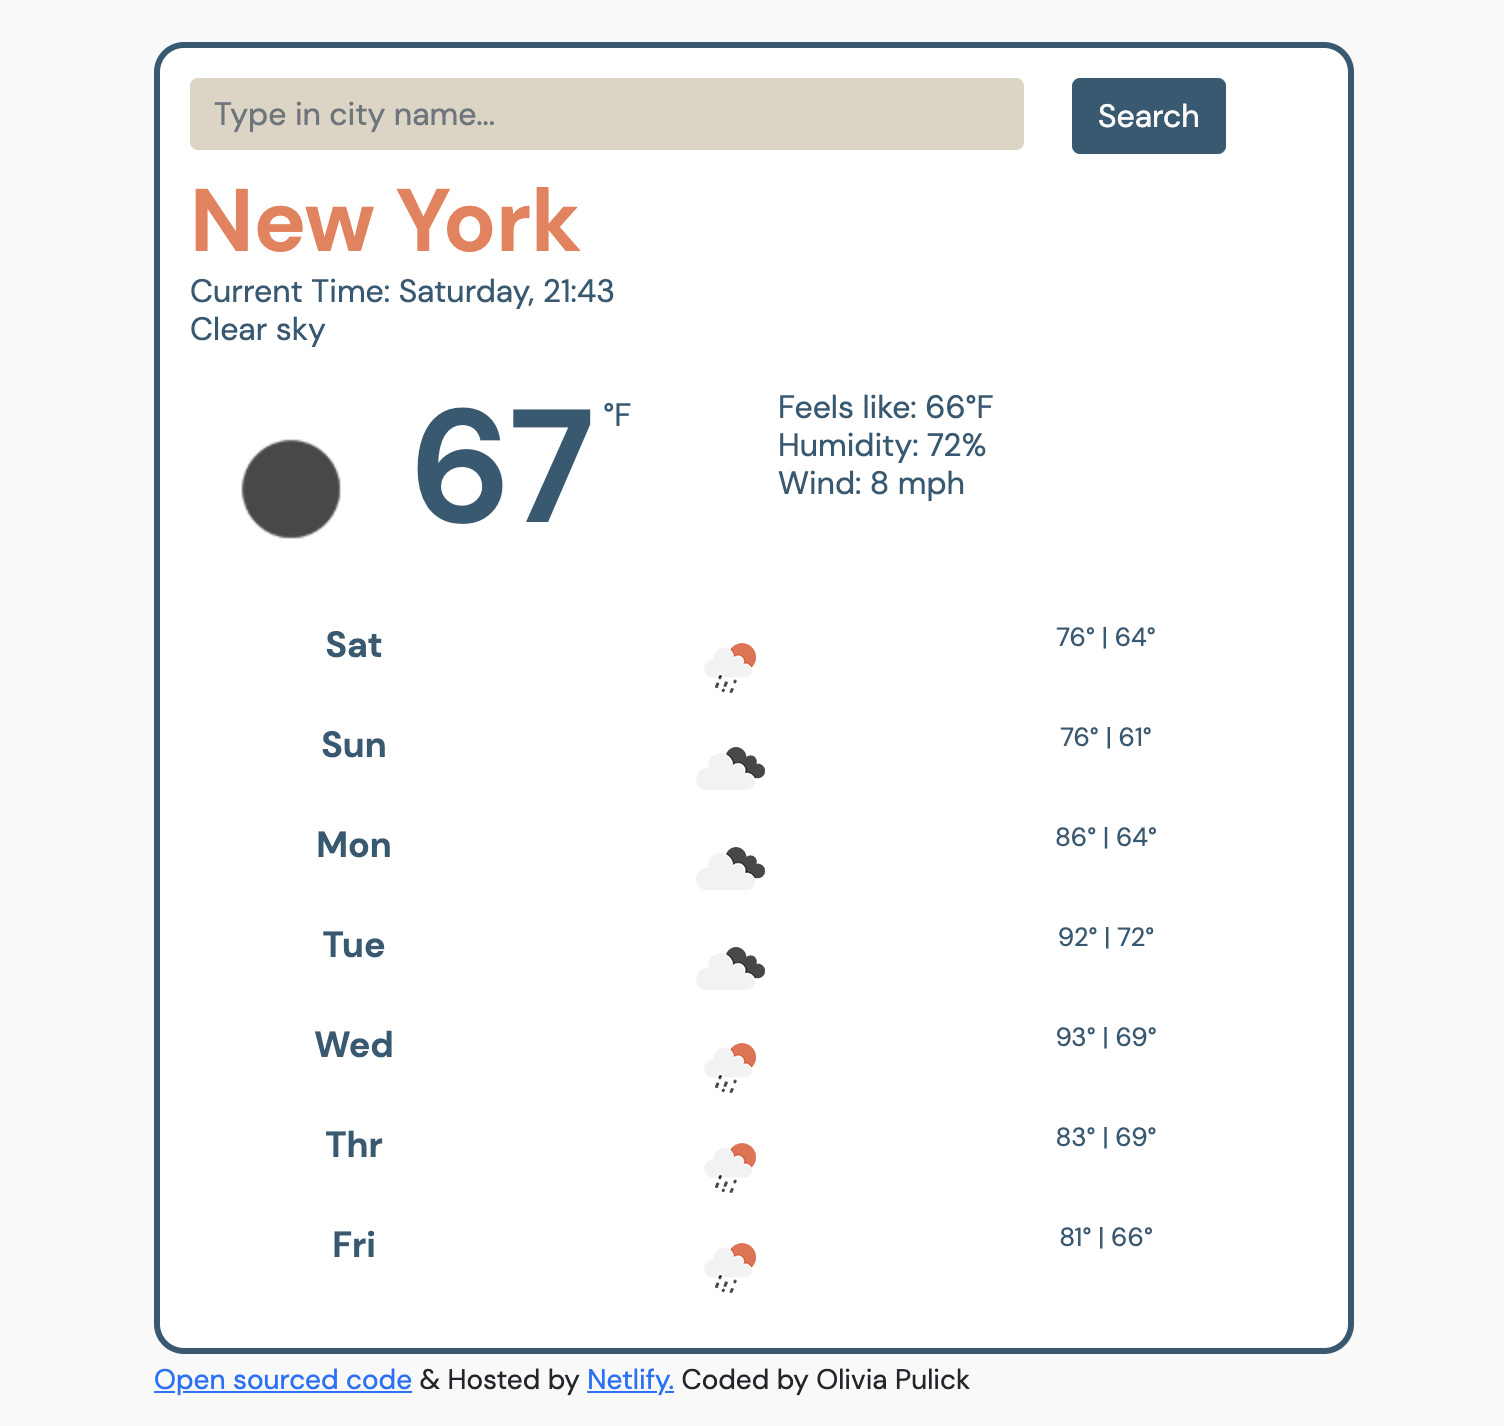 Type in city name...
Search
New York
Current Time: Saturday, 21:43
Clear sky
67 °F
Feels like: 66°F
Humidity: 72%
Wind: 8 mph
Sat 76° | 64°
Sun 76° | 61°
Mon 86° | 64°
Tue 92° | 72°
Wed 93° | 69°
Thr 83° | 69°
Fri 81° | 66°
Open sourced code & Hosted by Netlify. Coded by Olivia Pulick